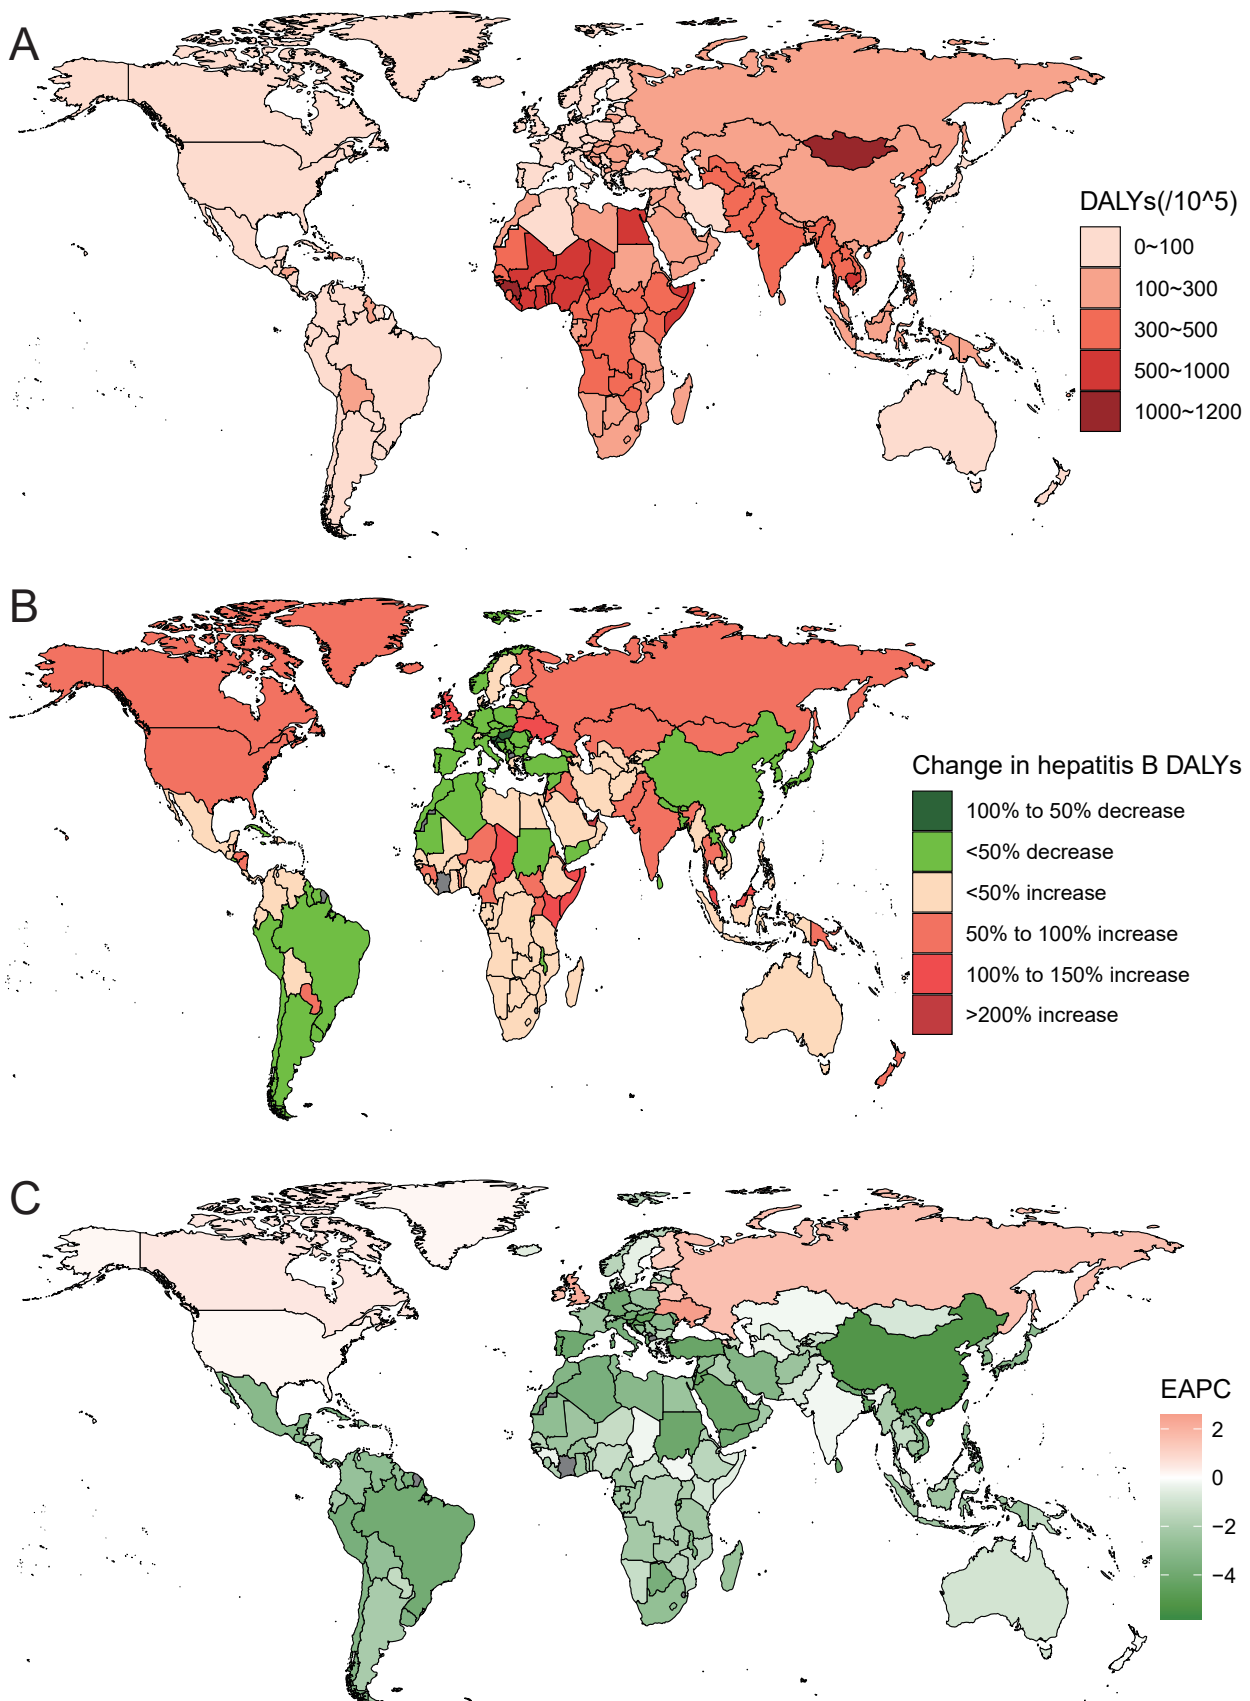 A
DALYs(/10^5)
0~100
100~300
300~500
500~1000
1000~1200
B
Change in hepatitis B DALYs
100% to 50% decrease
<50% decrease
<50% increase
50% to 100% increase
100% to 150% increase
>200% increase
C
EAPC
2
0
−2
−4